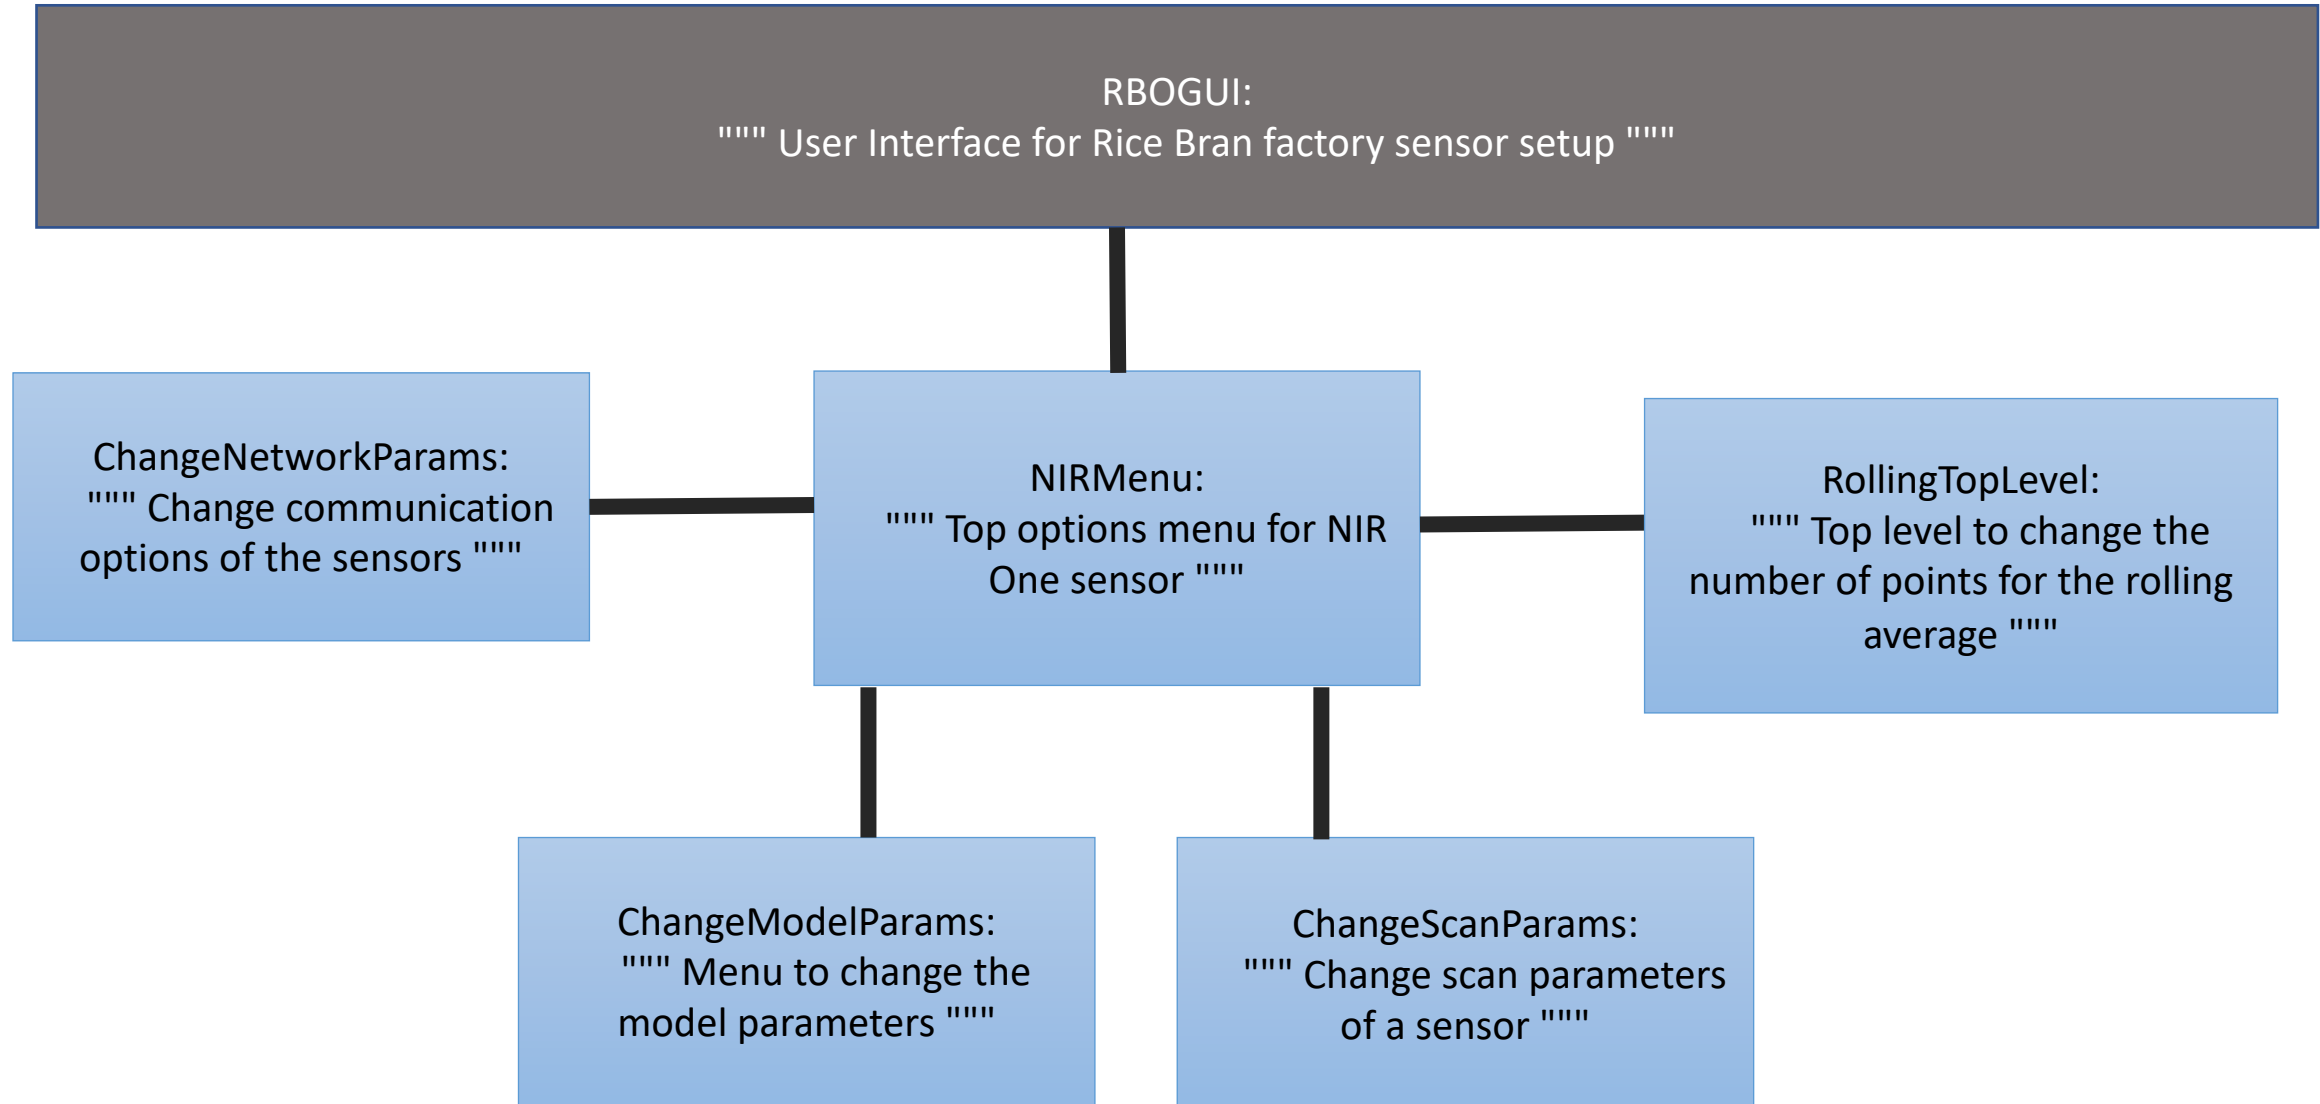 RBOGUI:
""" User Interface for Rice Bran factory sensor setup """
ChangeNetworkParams:
""" Change communication
options of the sensors """
NIRMenu:
""" Top options menu for NIR
One sensor """
RollingTopLevel:
""" Top level to change the
number of points for the rolling
average """
ChangeModelParams:
""" Menu to change the
model parameters """
ChangeScanParams:
""" Change scan parameters
of a sensor """